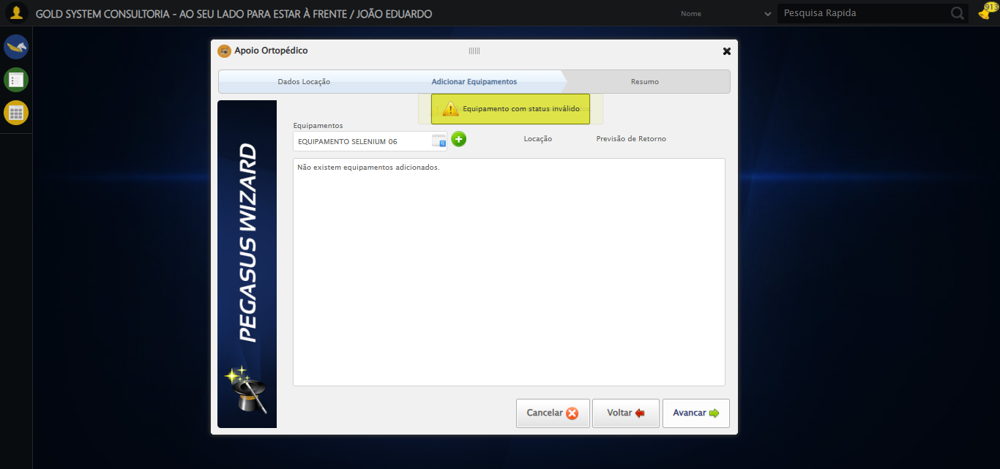 GOLD SYSTEM CONSULTORIA - AO SEU LADO PARA ESTAR À FRENTE / JOÃO EDUARDO
Nome
Pesquisa Rapida
913
Apoio Ortopédico
Dados Locação
Adicionar Equipamentos
Resumo
Equipamento com status inválido
Equipamentos
EQUIPAMENTO SELENIUM 06
Locação
Previsão de Retorno
Não existem equipamentos adicionados.
PEGASUS WIZARD
Cancelar
Voltar
Avancar